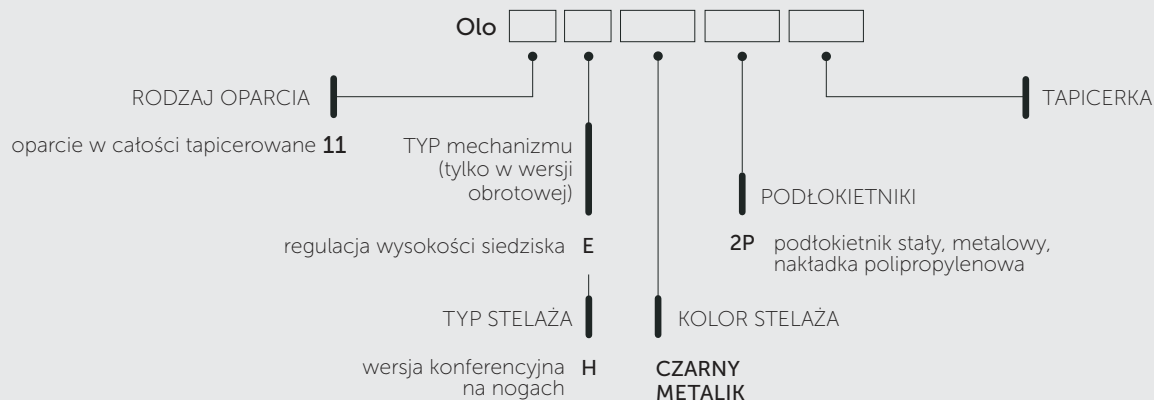 Olo
RODZAJ OPARCIA
oparcie w całości tapicerowane 11
TYP mechanizmu
(tylko w wersji
obrotowej)
regulacja wysokości siedziska E
TYP STELAŻA
wersja konferencyjna H
na nogach
KOLOR STELAŻA
CZARNY
METALIK
PODŁOKIETNIKI
2P podłokietnik stały, metalowy,
nakładka polipropylenowa
TAPICERKA